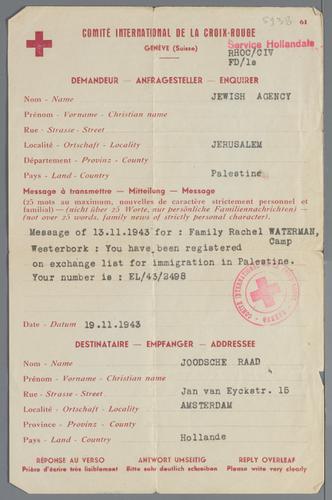 513B
61
COMITÉ INTERNATIONAL DE LA CROIX-ROUGE
GENÈVE (Suisse)
Service Hollandais
RHOC/CIV
FD/le
DEMANDEUR — ANFRAGESTELLER — ENQUIRER
Nom - Name JEWISH AGENCY
Prénom - Vorname - Christian name
Rue - Strasse - Street
Localité - Ortschaft - Locality JERUSALEM
Département - Provinz - County
Pays - Land - Country Palestine
Message à transmettre — Mitteilung — Message
(25 mots au maximum, nouvelles de caractère strictement personnel et
familial) — (nicht über 25 Worte, nur persönliche Familiennachrichten) —
(not over 25 words, family news of strictly personal character).
Message of 13.11.1943 for : Family Rachel WATERMAN,
Westerbork : You have been registered Camp
on exchange list for immigration in Palestine.
Your number is : EL/43/2498
COMITÉ INTERNATIONAL DE LA CROIX-ROUGE
GENÈVE
Date - Datum 19.11.1943
DESTINATAIRE — EMPFANGER — ADDRESSEE
Nom - Name JOODSCHE RAAD
Prénom - Vorname - Christian name
Rue - Strasse - Street Jan van Eyckstr. 15
Localité - Ortschaft - Locality AMSTERDAM
Province - Provinz - County
Pays - Land - Country Hollande
RÉPONSE AU VERSO ANTWORT UMSEITIG REPLY OVERLEAF
Prière d'écrire très lisiblement Bitte sehr deutlich schreiben Please write very clearly